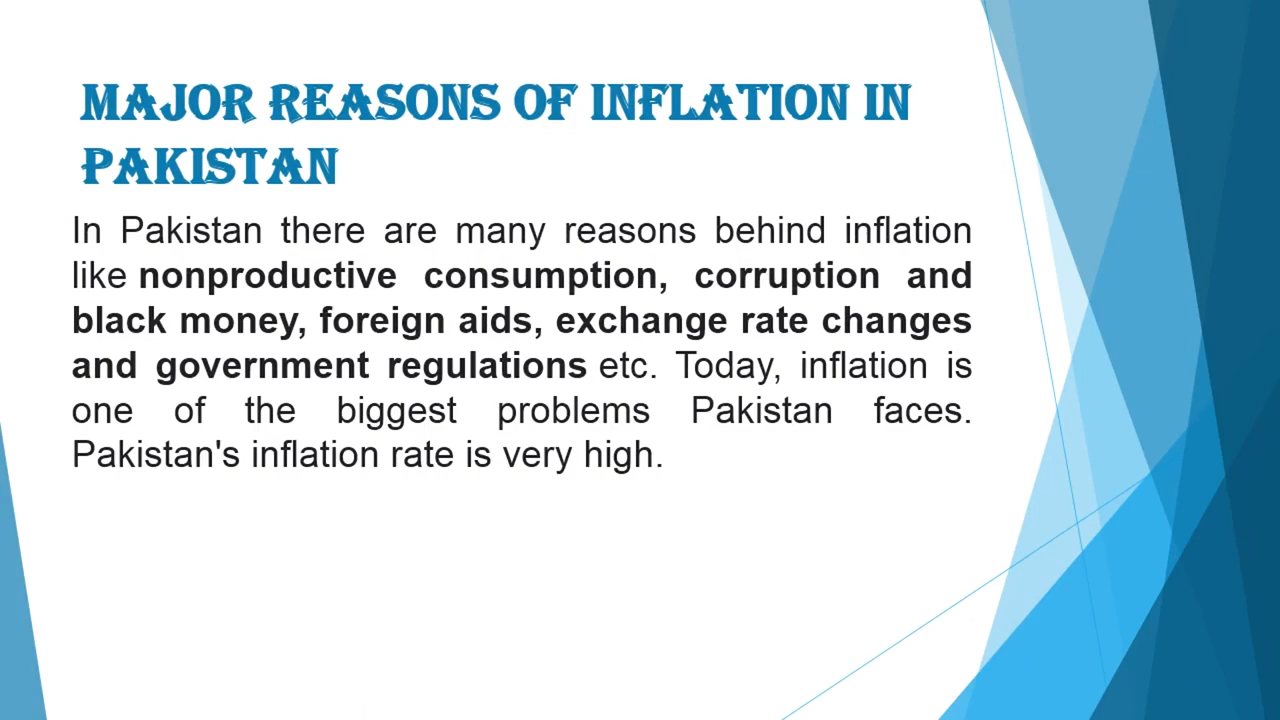 MAJOR REASONS OF INFLATION IN
PAKISTAN
In Pakistan there are many reasons behind inflation
like nonproductive consumption, corruption and
black money, foreign aids, exchange rate changes
and government regulations etc. Today, inflation is
one of the biggest problems Pakistan faces.
Pakistan's inflation rate is very high.